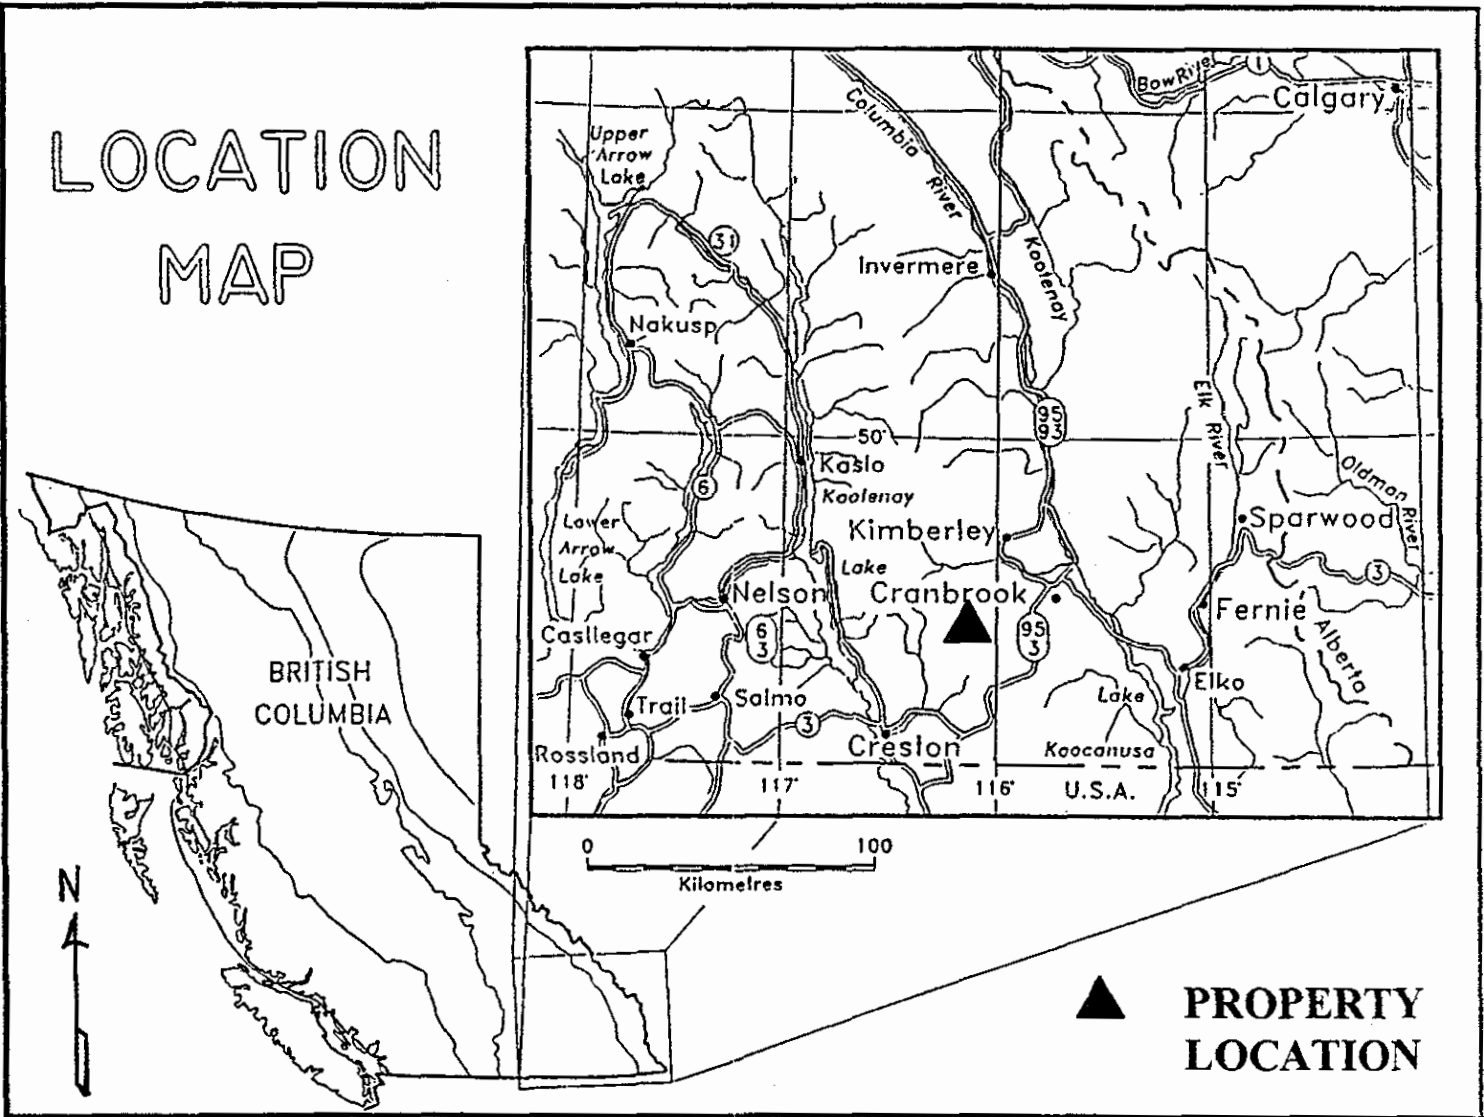 LOCATION
MAP
Bow River
1
Calgary
Columbia
River
Upper
Arrow
Lake
31
Invermere
Kootenay
Nakusp
95
93
Elk
River
50°
Kaslo
Kootenay
Lake
6
Oldman
River
Lower
Arrow
Lake
Kimberley
Sparwood
3
Nelson
Cranbrook
Fernie
6
3
95
3
Castlegar
Alberta
Elko
Trail
Salmo
Lake
Koocanusa
3
Rossland
Creston
118°
117°
116°
U.S.A.
115°
BRITISH
COLUMBIA
0
100
Kilometres
N
PROPERTY
LOCATION